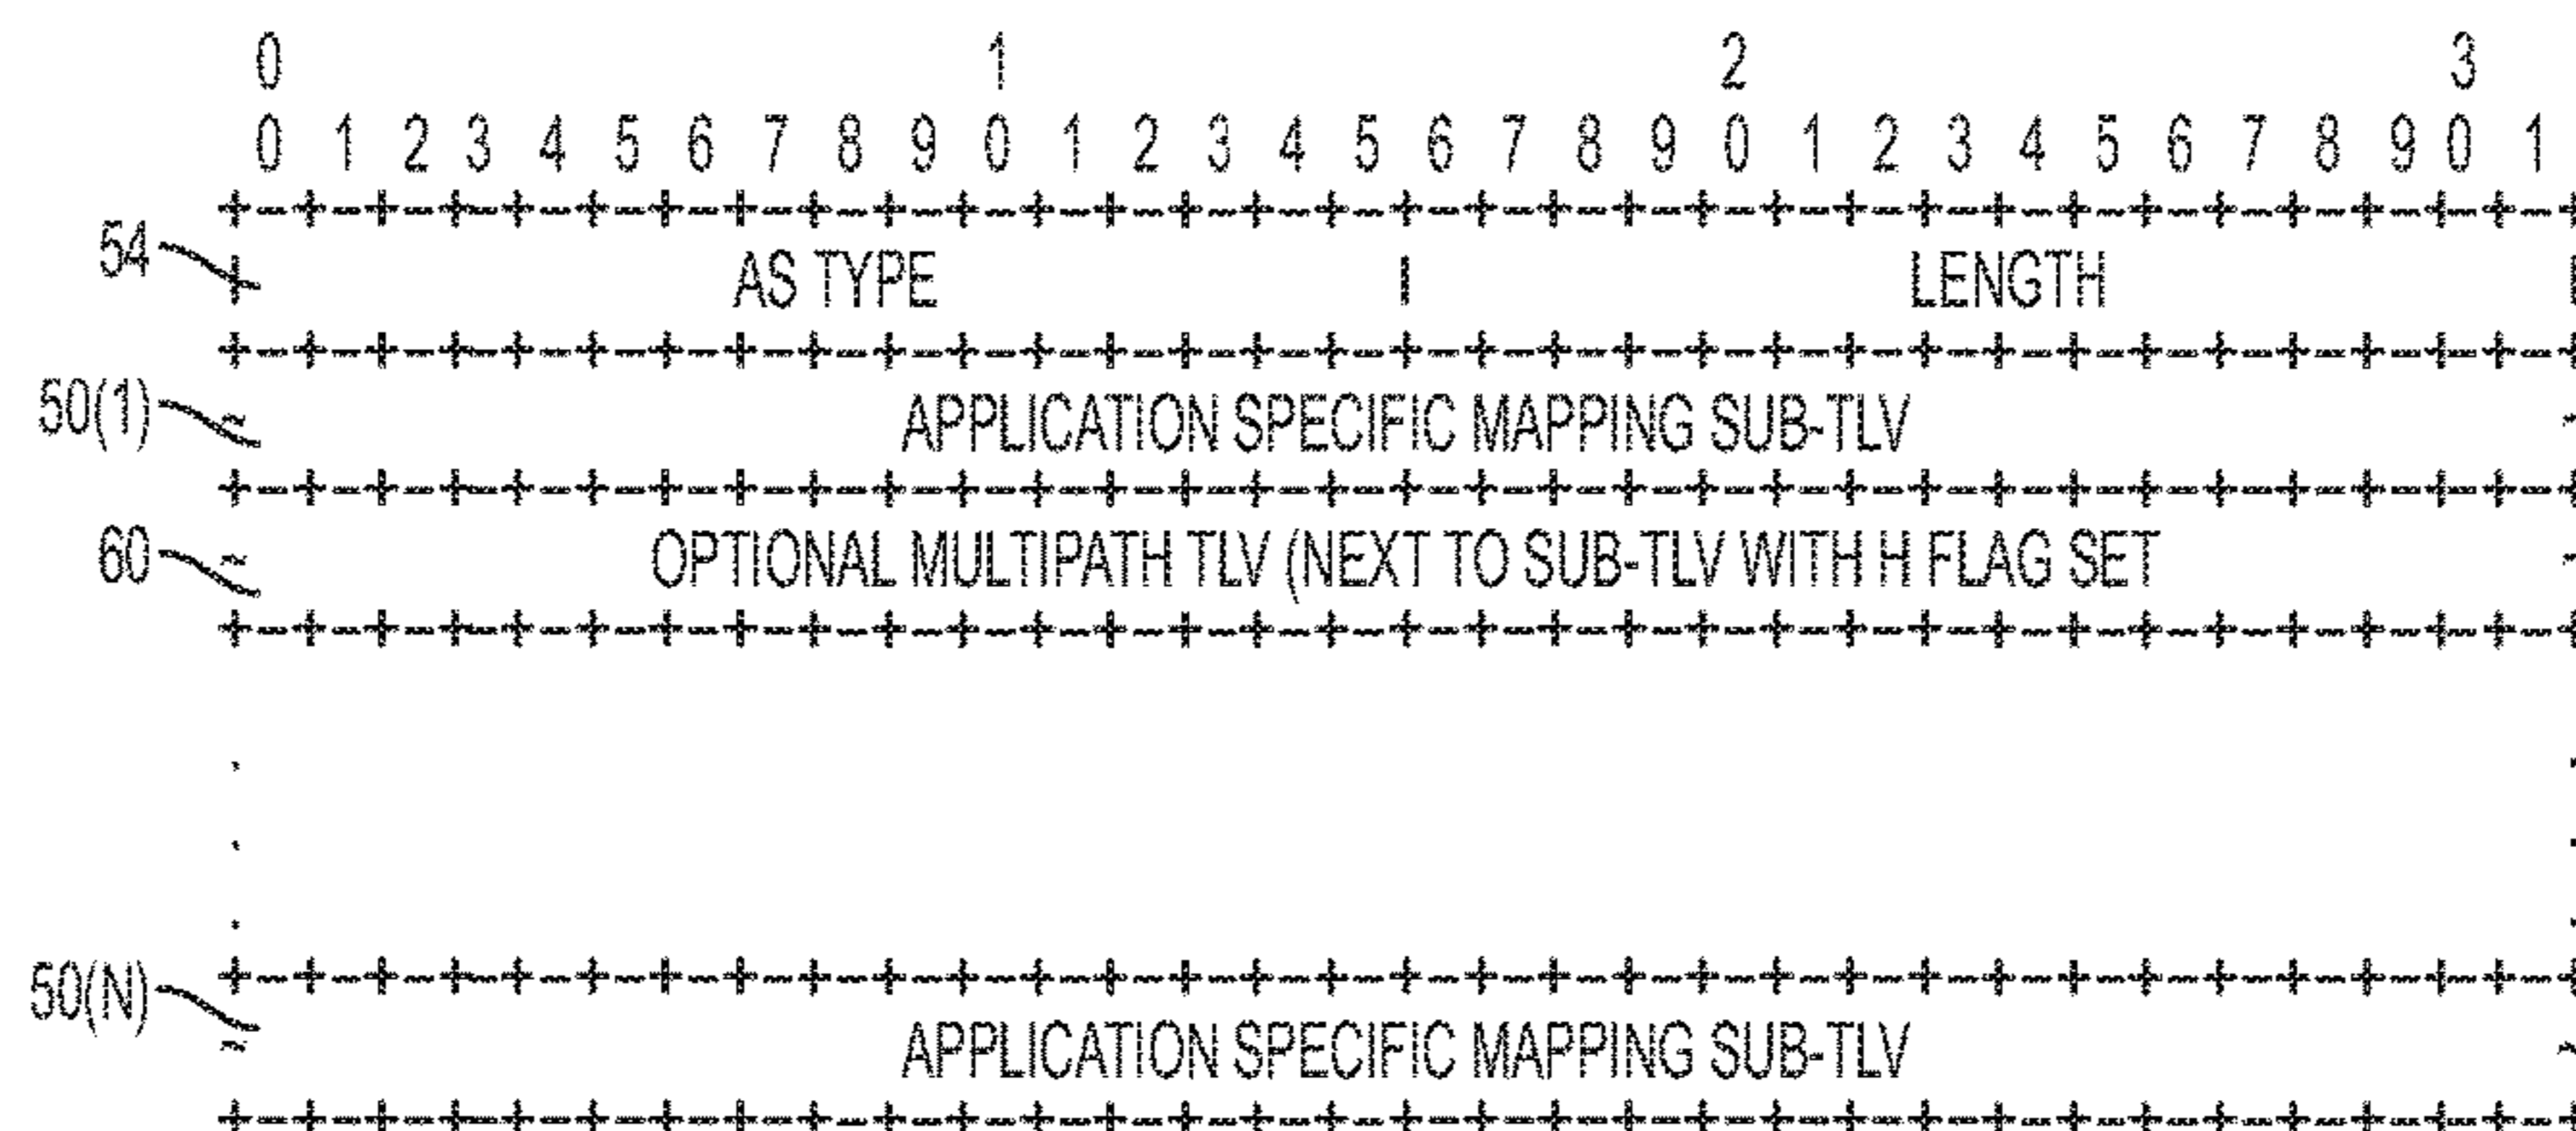 0 1 2 3
0 1 2 3 4 5 6 7 8 9 0 1 2 3 4 5 6 7 8 9 0 1 2 3 4 5 6 7 8 9 0 1
+-+-+-+-+-+-+-+-+-+-+-+-+-+-+-+-+-+-+-+-+-+-+-+-+-+-+-+-+-+-+-+-+
54 | AS TYPE | LENGTH |
+-+-+-+-+-+-+-+-+-+-+-+-+-+-+-+-+-+-+-+-+-+-+-+-+-+-+-+-+-+-+-+-+
50(1) ~ APPLICATION SPECIFIC MAPPING SUB-TLV ~
+-+-+-+-+-+-+-+-+-+-+-+-+-+-+-+-+-+-+-+-+-+-+-+-+-+-+-+-+-+-+-+-+
60 ~ OPTIONAL MULTIPATH TLV (NEXT TO SUB-TLV WITH H FLAG SET ~
+-+-+-+-+-+-+-+-+-+-+-+-+-+-+-+-+-+-+-+-+-+-+-+-+-+-+-+-+-+-+-+-+
. .
. .
. .
+-+-+-+-+-+-+-+-+-+-+-+-+-+-+-+-+-+-+-+-+-+-+-+-+-+-+-+-+-+-+-+-+
50(N) ~ APPLICATION SPECIFIC MAPPING SUB-TLV ~
+-+-+-+-+-+-+-+-+-+-+-+-+-+-+-+-+-+-+-+-+-+-+-+-+-+-+-+-+-+-+-+-+